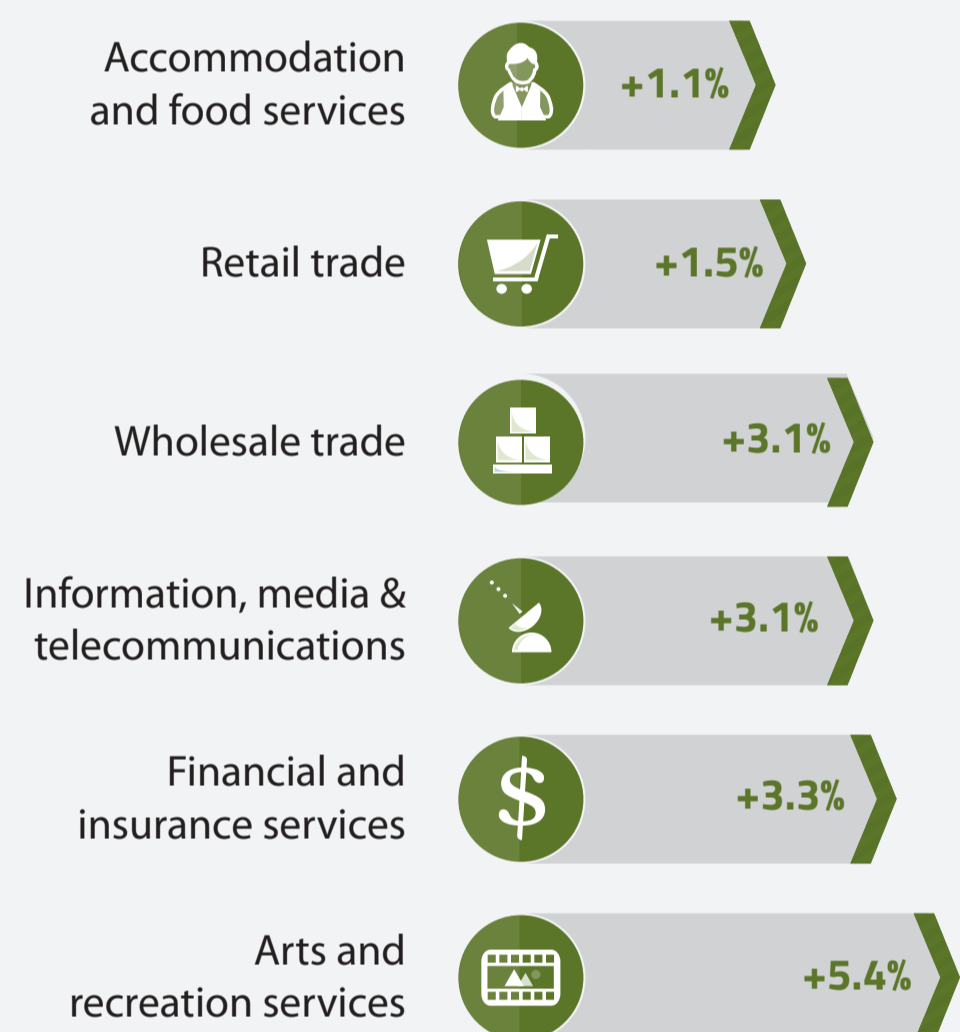 Accommodation
and food services
+1.1%
Retail trade
+1.5%
Wholesale trade
+3.1%
Information, media &
telecommunications
+3.1%
Financial and
insurance services
$
+3.3%
Arts and
recreation services
+5.4%